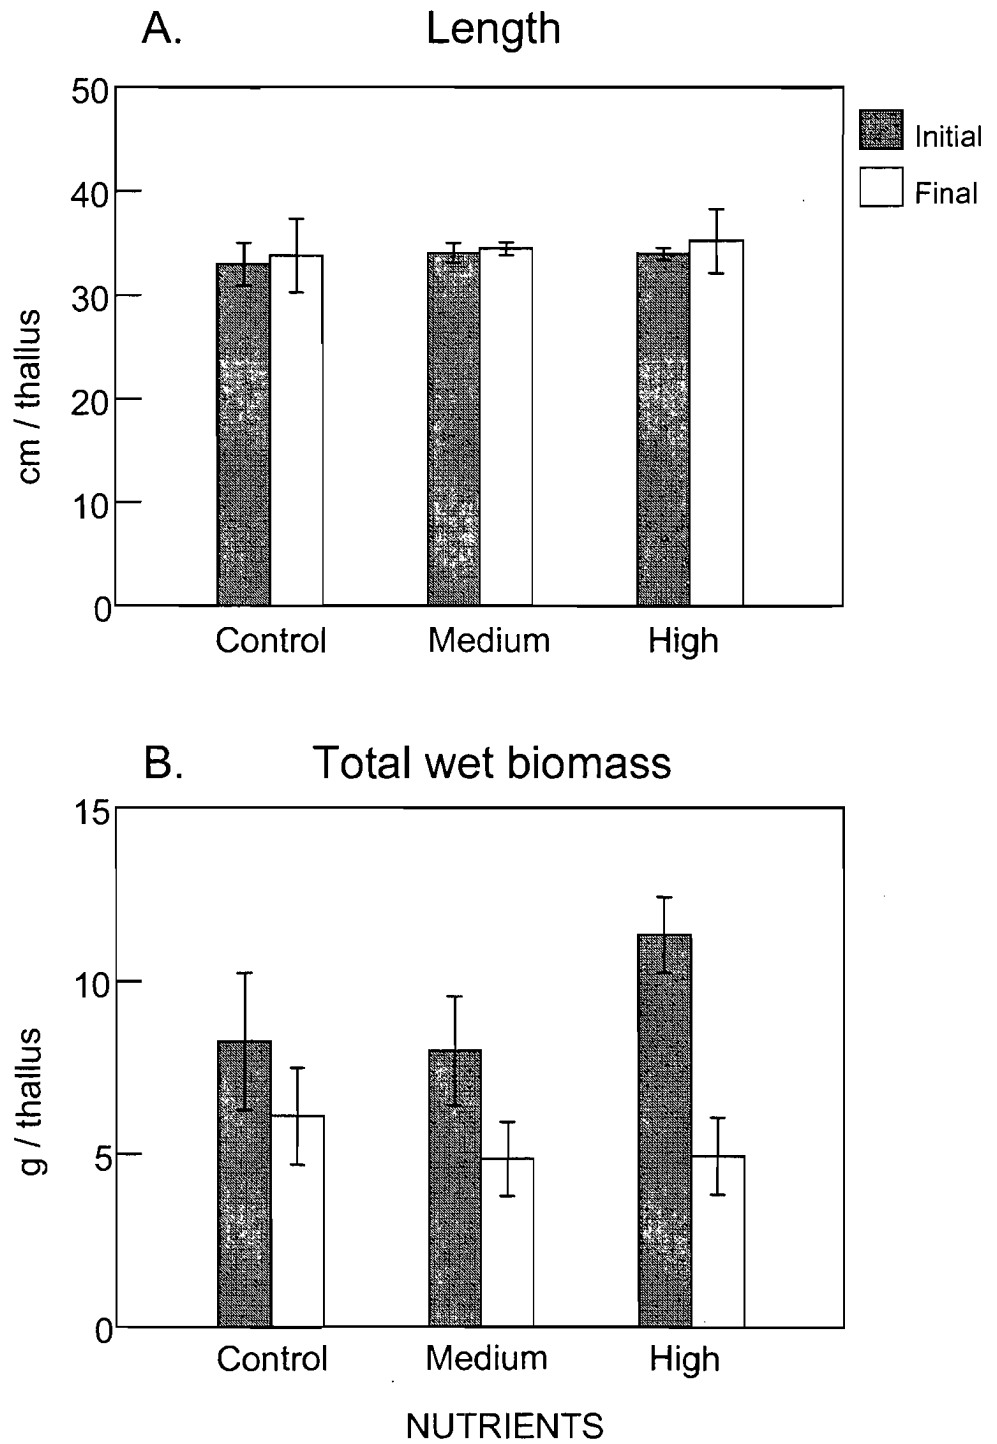 A. Length
50
40
30
20
10
0
cm / thallus
Initial
Final
Control Medium High
B. Total wet biomass
15
10
5
0
g / thallus
Control Medium High
NUTRIENTS